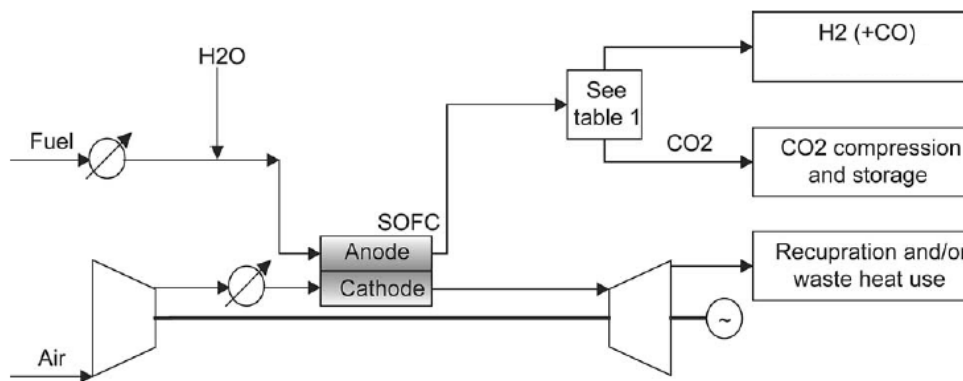 H2 (+CO)
H2O
See
table 1
Fuel
CO2
CO2 compression
and storage
SOFC
Anode
Recupration and/or
waste heat use
Cathode
~
Air